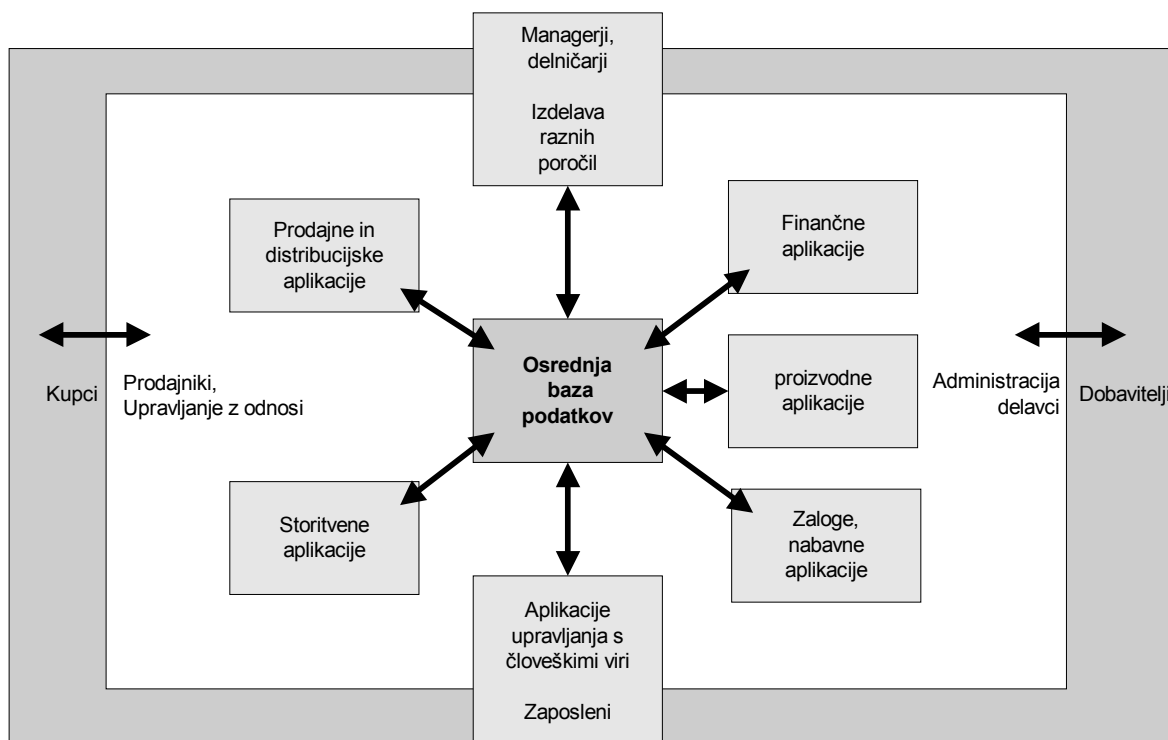 Managerji,
delničarji
Izdelava
raznih
poročil
Prodajne in
distribucijske
aplikacije
Finančne
aplikacije
Kupci
Prodajniki,
Upravljanje z odnosi
Osrednja
baza
podatkov
proizvodne
aplikacije
Administracija
delavci
Dobavitelji
Storitvene
aplikacije
Zaloge,
nabavne
aplikacije
Aplikacije
upravljanja s
človeškimi viri
Zaposleni